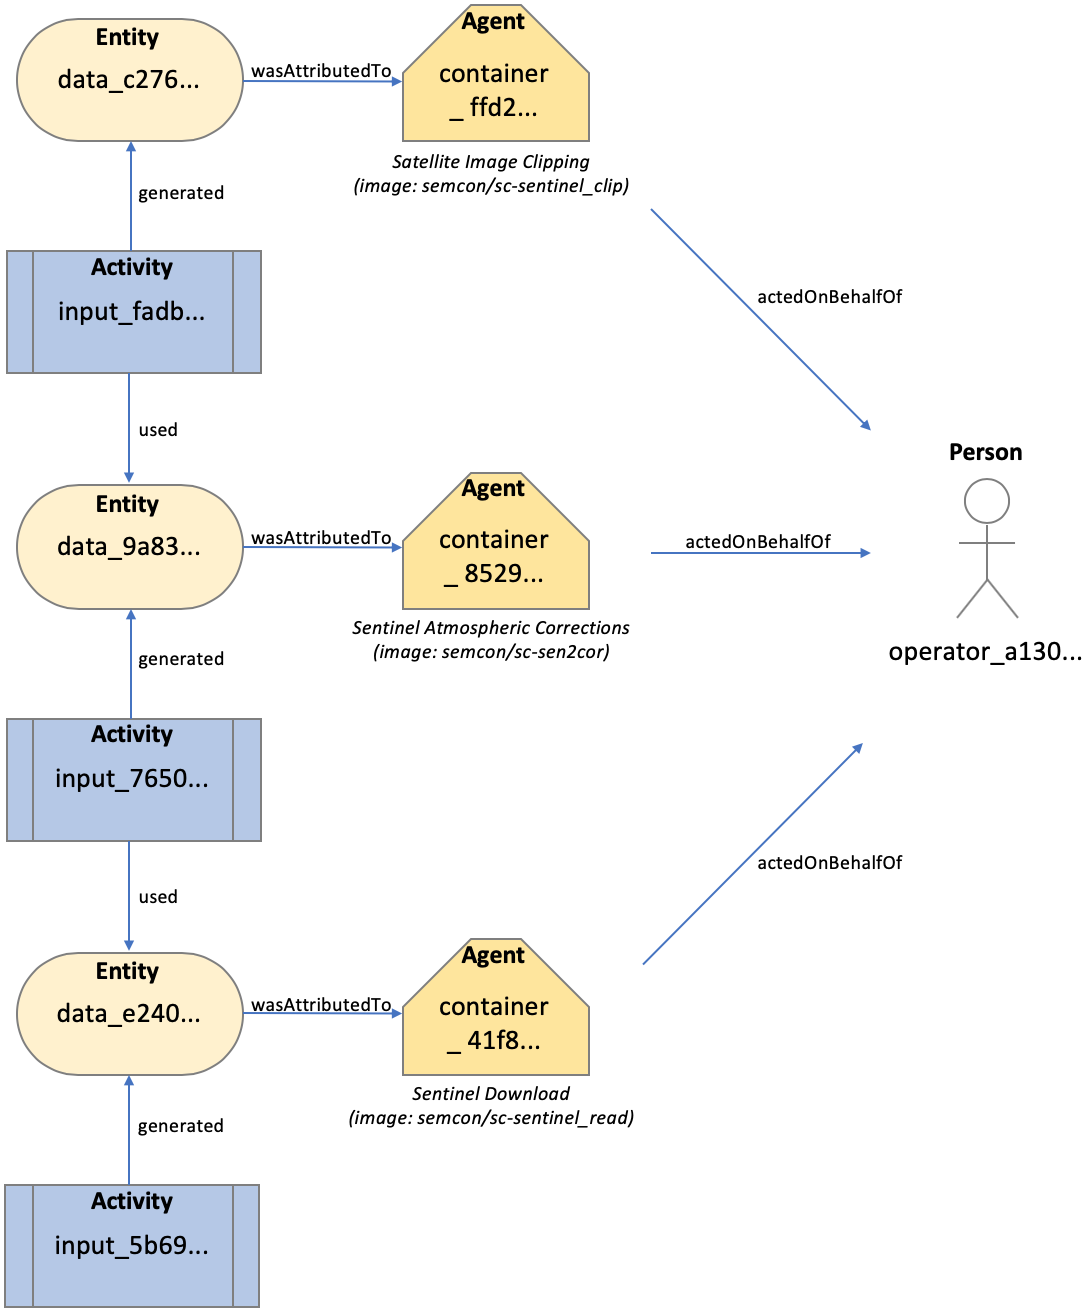 Entity
data_c276...
wasAttributedTo
Agent
container
_ ffd2...
Satellite Image Clipping
(image: semcon/sc-sentinel_clip)
generated
Activity
input_fadb...
actedOnBehalfOf
used
Entity
data_9a83...
wasAttributedTo
Agent
container
_ 8529...
Sentinel Atmospheric Corrections
(image: semcon/sc-sen2cor)
actedOnBehalfOf
Person
operator_a130...
generated
Activity
input_7650...
actedOnBehalfOf
used
Entity
data_e240...
wasAttributedTo
Agent
container
_ 41f8...
Sentinel Download
(image: semcon/sc-sentinel_read)
generated
Activity
input_5b69...